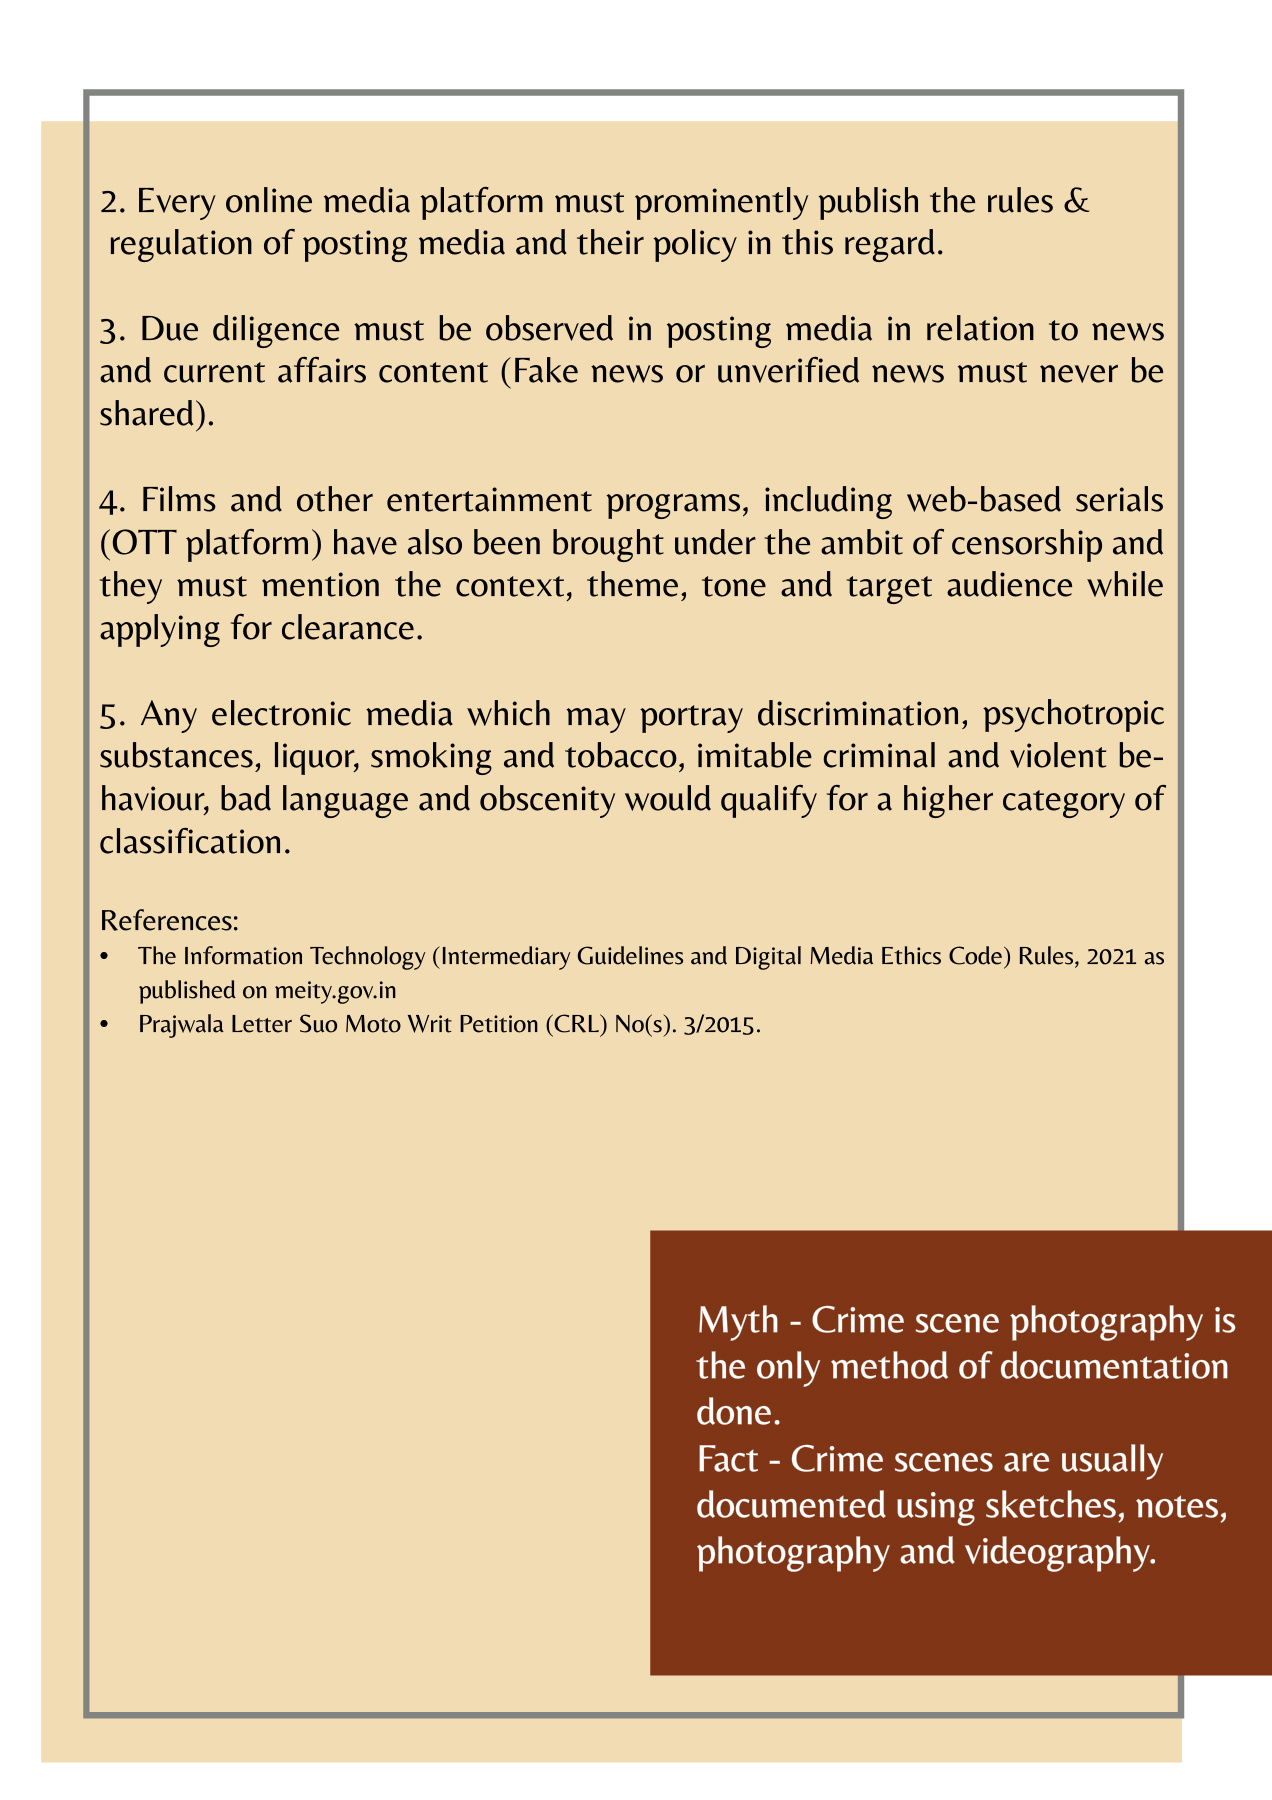 2. Every online media platform must prominently publish the rules &
regulation of posting media and their policy in this regard.
3. Due diligence must be observed in posting media in relation to news
and current affairs content (Fake news or unverified news must never be
shared).
4. Films and other entertainment programs, including web-based serials
(OTT platform) have also been brought under the ambit of censorship and
they must mention the context, theme, tone and target audience while
applying for clearance.
5. Any electronic media which may portray discrimination, psychotropic
substances, liquor, smoking and tobacco, imitable criminal and violent be-
haviour, bad language and obscenity would qualify for a higher category of
classification.
References:
• The Information Technology (Intermediary Guidelines and Digital Media Ethics Code) Rules, 2021 as
published on meity.gov.in
• Prajwala Letter Suo Moto Writ Petition (CRL) No(s). 3/2015.
Myth - Crime scene photography is
the only method of documentation
done.
Fact - Crime scenes are usually
documented using sketches, notes,
photography and videography.